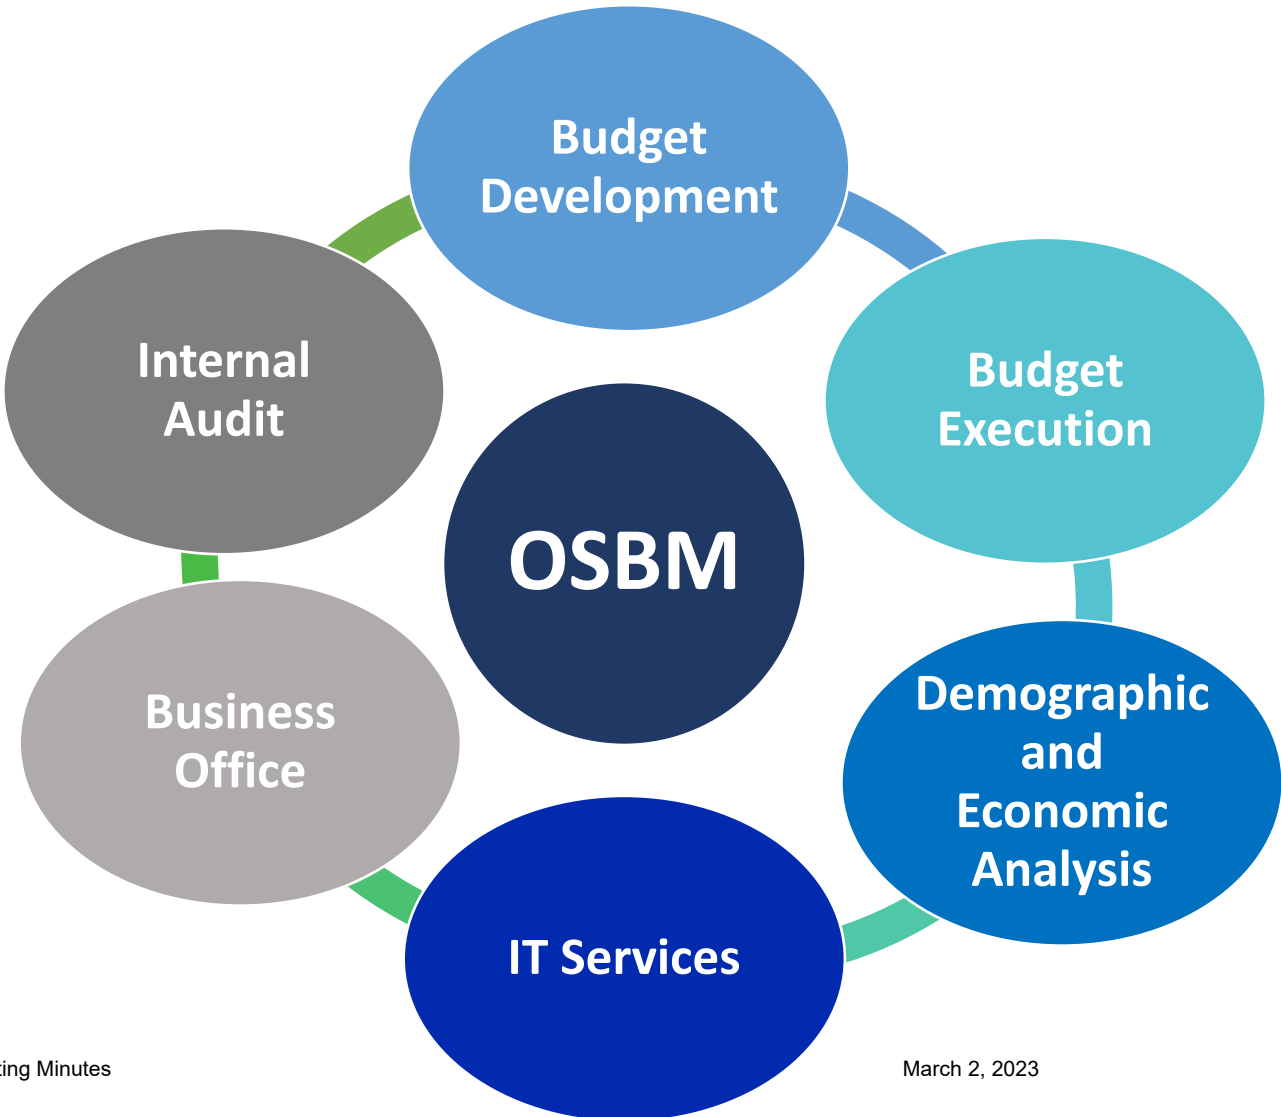 Budget
Development
Internal
Audit
Budget
Execution
OSBM
Business
Office
Demographic
and
Economic
Analysis
IT Services
ting Minutes
March 2, 2023